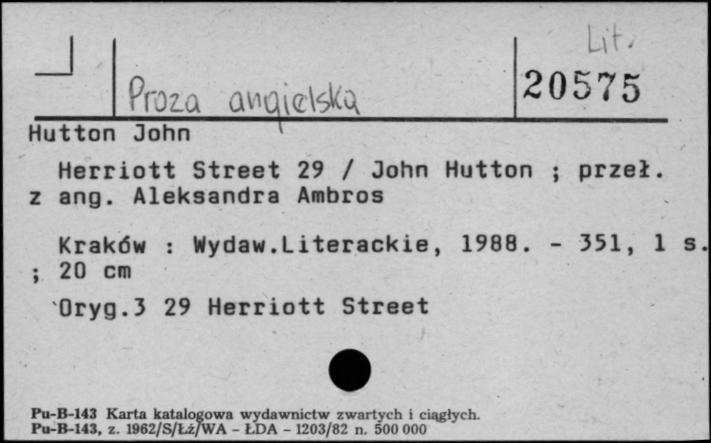 Lit.
Proza angielska
20575
Hutton John
Herriott Street 29 / John Hutton ; przeł.
z ang. Aleksandra Ambros
Kraków : Wydaw.Literackie, 1988. - 351, 1 s.
; 20 cm
Oryg.3 29 Herriott Street
Pu-B-143 Karta katalogowa wydawnictw zwartych i ciągłych.
Pu-B-143, z. 1962/S/Łż/WA - ŁDA - 1203/82 n. 500 000